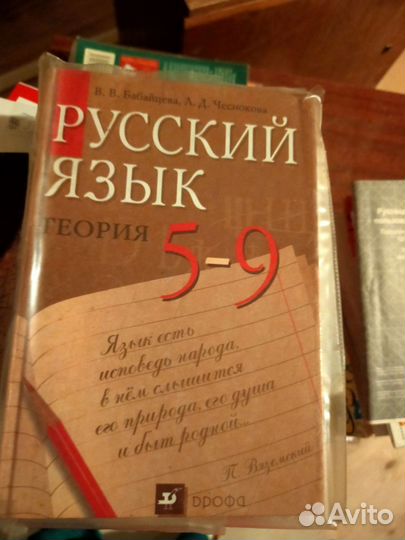 В. В. Бабайцева, Л. Д. Чеснокова
РУССКИЙ
ЯЗЫК
ТЕОРИЯ
5-9
Язык есть
исповедь народа,
в нём слышится
его природа, его душа
и быт родной...
П. Вяземский
дрофа
Avito